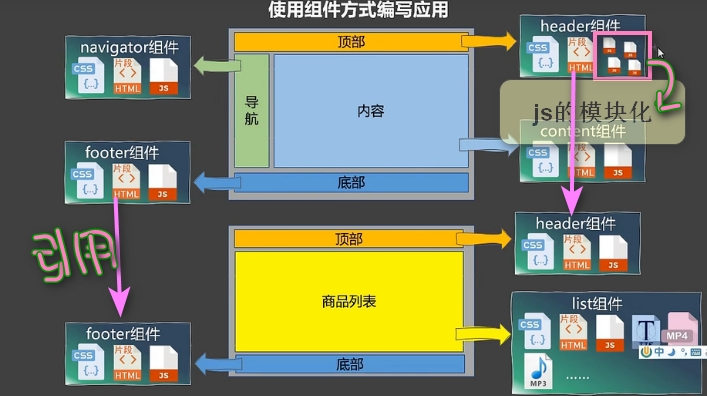 使用组件方式编写应用
navigator组件
CSS
{...}
片段
< >
HTML
JS
顶部
header组件
CSS
{...}
片段
< >
HTML
JS
导航
内容
js的模块化
content组件
CSS
{...}
片段
< >
HTML
JS
footer组件
CSS
{...}
片段
< >
HTML
JS
底部
引用
顶部
header组件
CSS
{...}
片段
< >
HTML
JS
商品列表
list组件
CSS
{...}
片段
< >
HTML
JS
T
MP4
中
MP3
......
footer组件
CSS
{...}
片段
< >
HTML
JS
底部